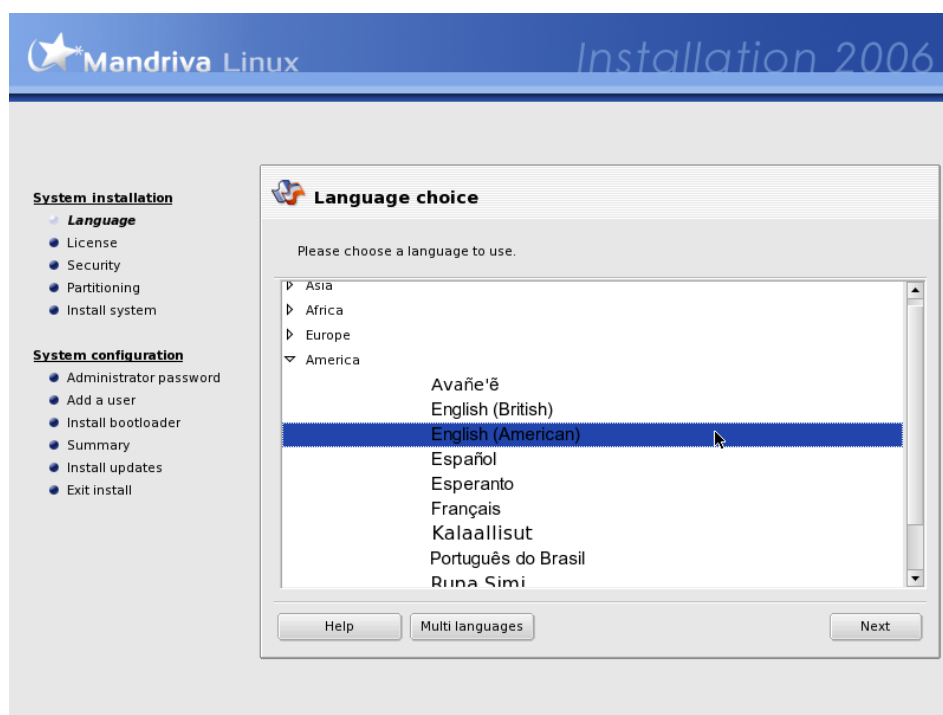 Mandriva Linux
Installation 2006
System installation
Language
License
Security
Partitioning
Install system
System configuration
Administrator password
Add a user
Install bootloader
Summary
Install updates
Exit install
Language choice
Please choose a language to use.
Asia
Africa
Europe
America
Avañe'ẽ
English (British)
English (American)
Español
Esperanto
Français
Kalaallisut
Português do Brasil
Runa Simi
Help
Multi languages
Next